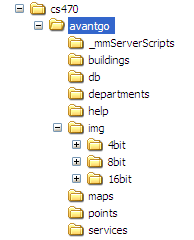 cs470
avantgo
_mmServerScripts
buildings
db
departments
help
img
4bit
8bit
16bit
maps
points
services